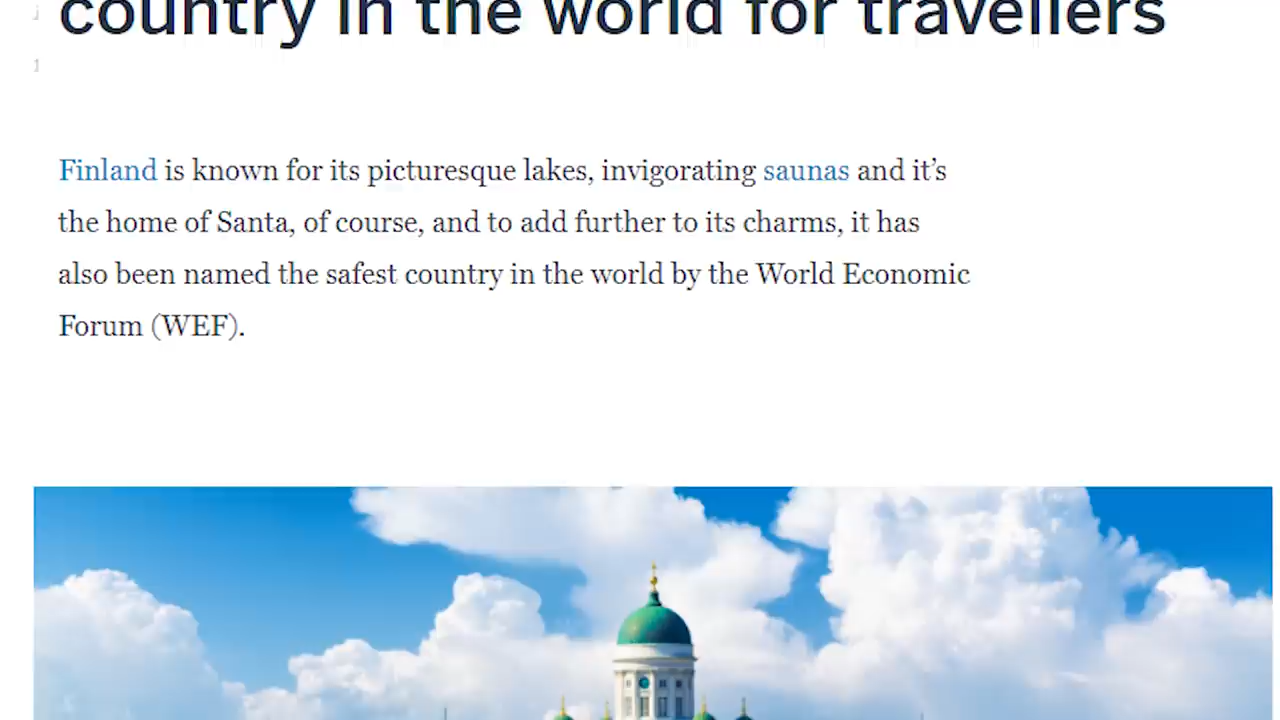 country in the world for travellers
Finland is known for its picturesque lakes, invigorating saunas and it’s
the home of Santa, of course, and to add further to its charms, it has
also been named the safest country in the world by the World Economic
Forum (WEF).